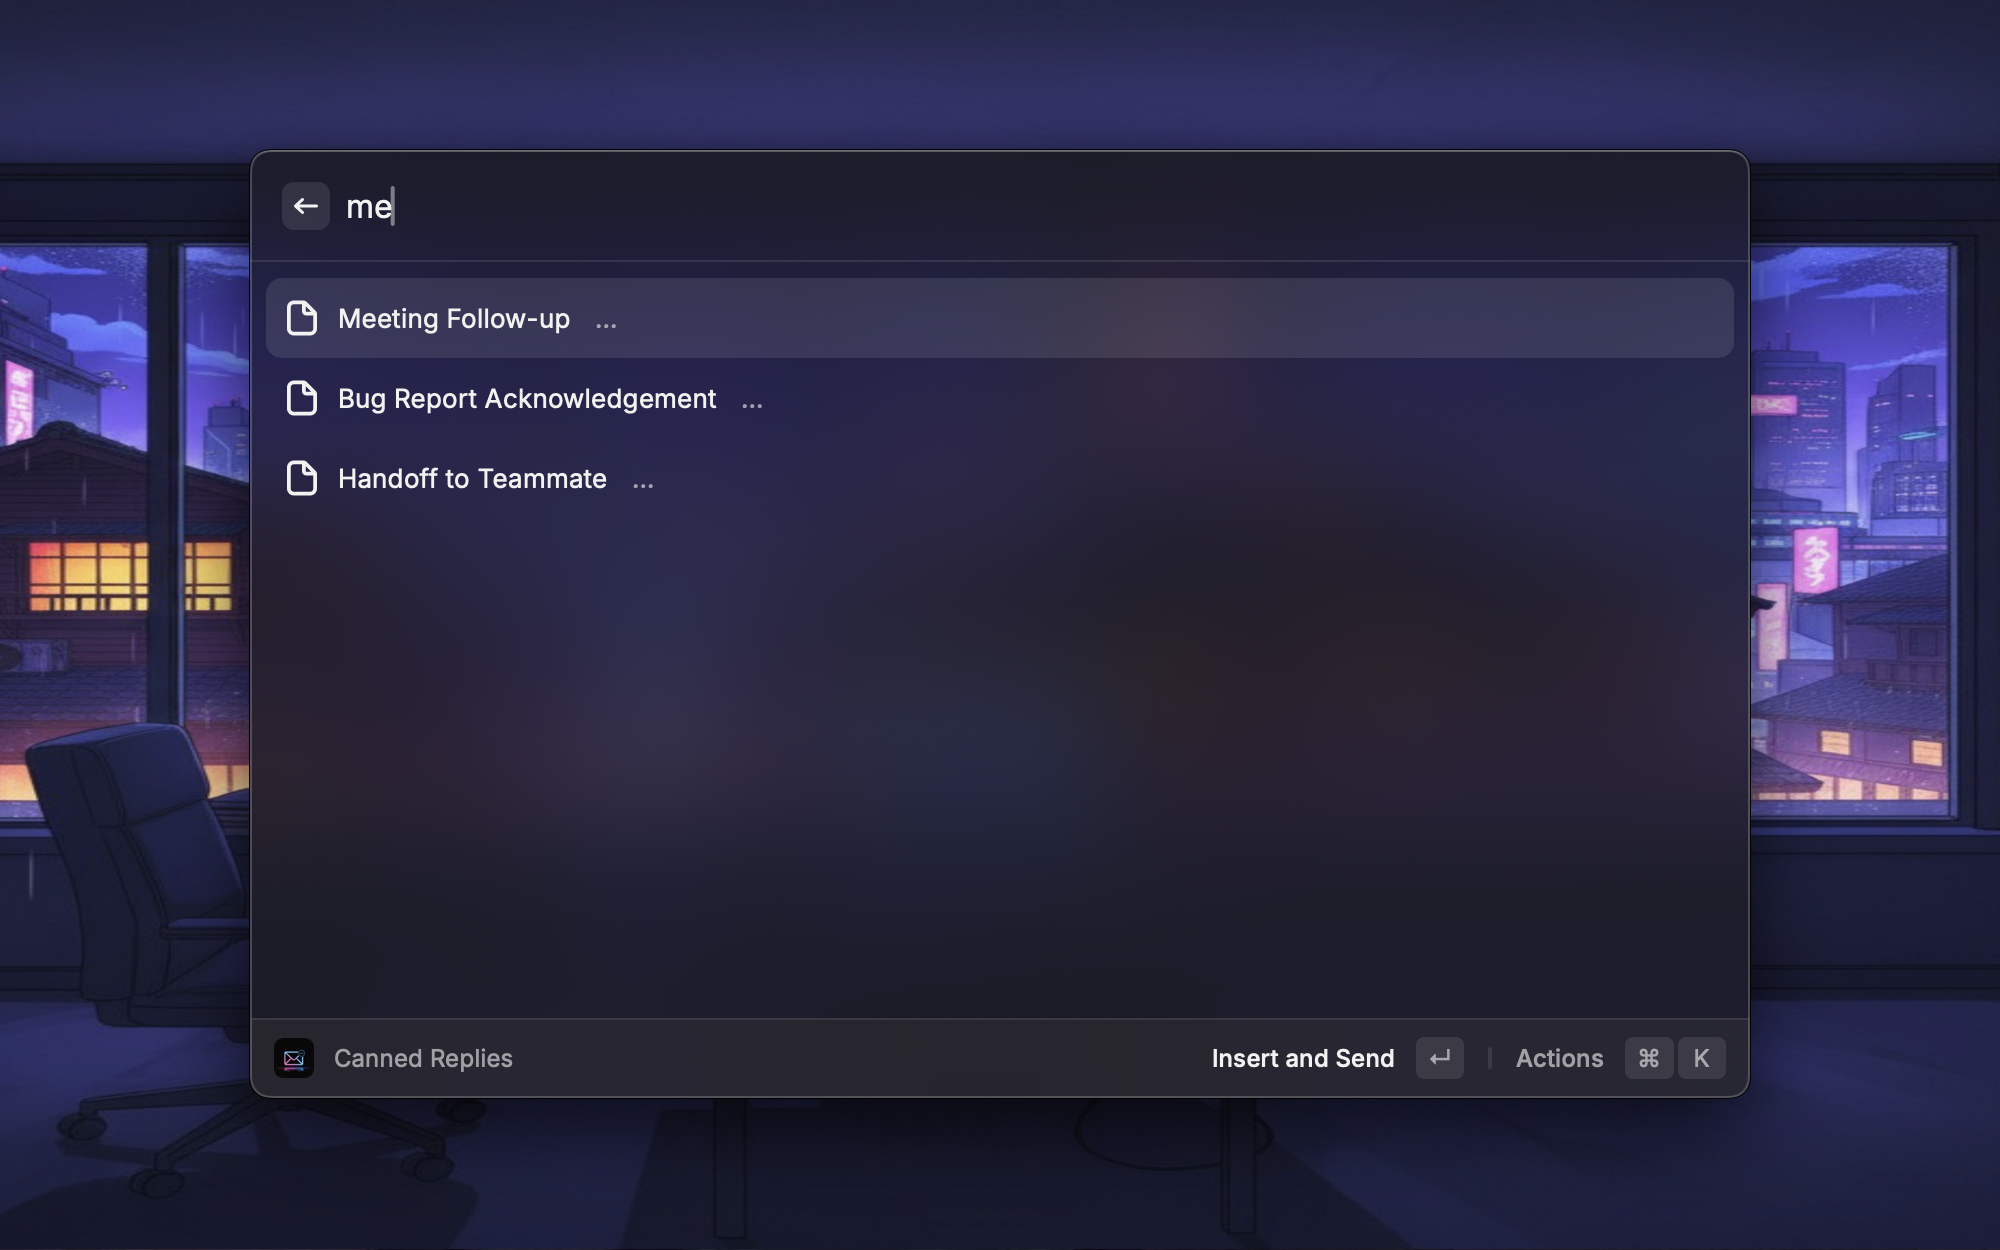 me
Meeting Follow-up ...
Bug Report Acknowledgement ...
Handoff to Teammate ...
Canned Replies
Insert and Send ↵ Actions ⌘ K